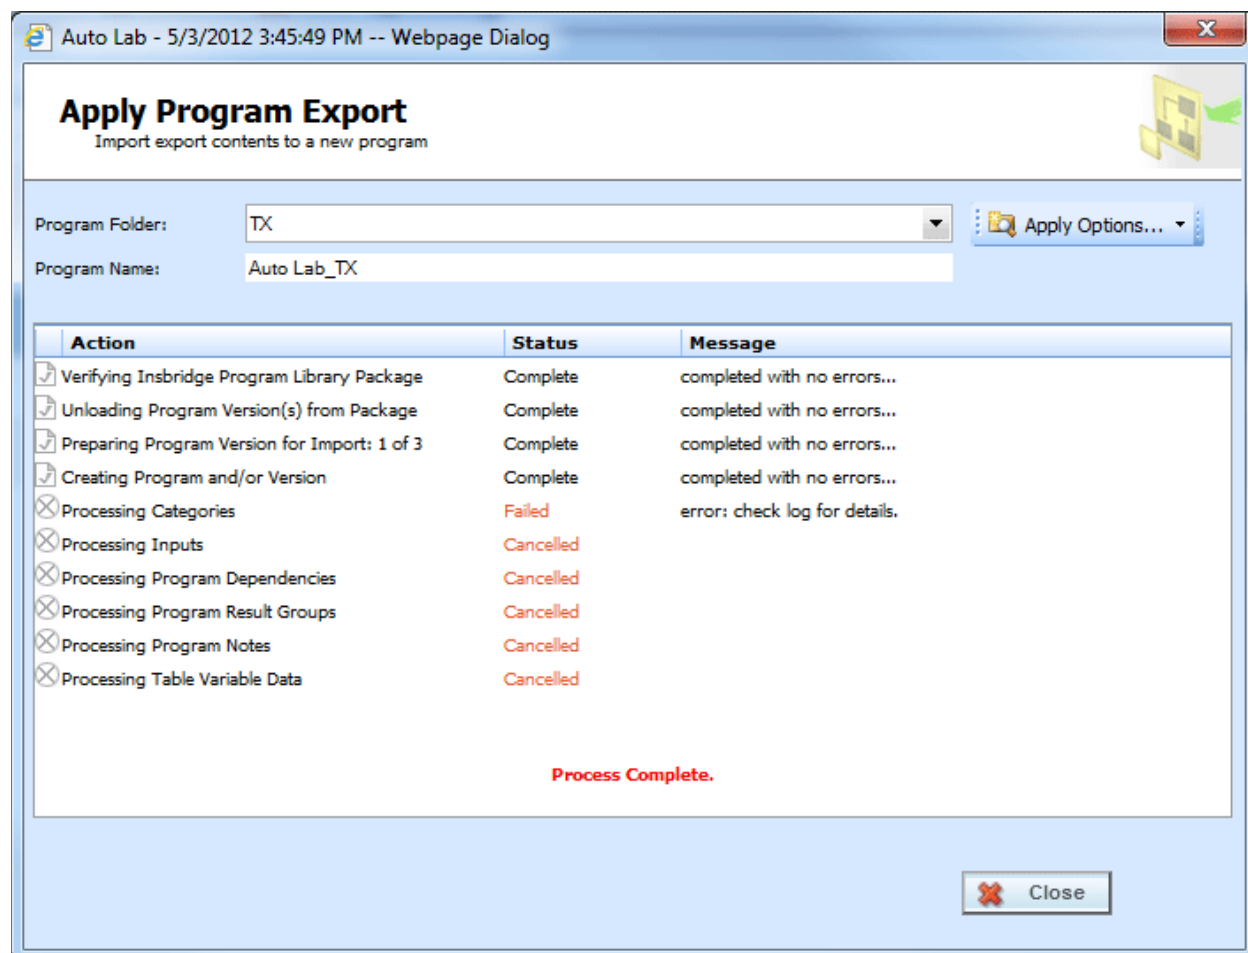 Auto Lab - 5/3/2012 3:45:49 PM -- Webpage Dialog
Apply Program Export
Import export contents to a new program
Program Folder: TX Apply Options...
Program Name: Auto Lab_TX
Action Status Message
Verifying Insbridge Program Library Package Complete completed with no errors...
Unloading Program Version(s) from Package Complete completed with no errors...
Preparing Program Version for Import: 1 of 3 Complete completed with no errors...
Creating Program and/or Version Complete completed with no errors...
Processing Categories Failed error: check log for details.
Processing Inputs Cancelled
Processing Program Dependencies Cancelled
Processing Program Result Groups Cancelled
Processing Program Notes Cancelled
Processing Table Variable Data Cancelled
Process Complete.
Close